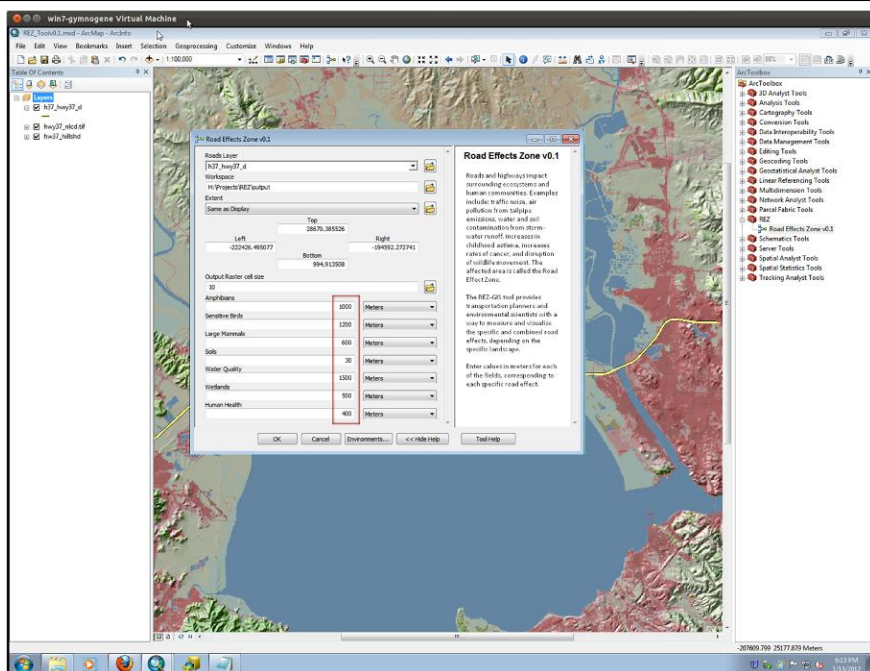 win7-gymnogene Virtual Machine
REZ_Toolv0.1.mxd - ArcMap - ArcInfo
File Edit View Bookmarks Insert Selection Geoprocessing Customize Windows Help
1:100,000
88%
Table Of Contents
Layers
h37_hwy37_d
hwy37_nlcd.tif
hw37_hillshd
Road Effects Zone v0.1
Roads Layer
h37_hwy37_d
Workspace
H:\Projects\REZ\output
Extent
Same as Display
Top
28670.385526
Left
Right
-222426.495077
-194592.272741
Bottom
994.913508
Output Raster cell size
10
Amphibians
1000 Meters
Sensitive Birds
1200 Meters
Large Mammals
600 Meters
Soils
30 Meters
Water Quality
1500 Meters
Wetlands
500 Meters
Human Health
400 Meters
OK Cancel Environments... << Hide Help Tool Help
Road Effects Zone v0.1
Roads and highways impact
surrounding ecosystems and
human communities. Examples
include: traffic noise, air
pollution from tailpipe
emissions, water and soil
contamination from storm-
water runoff, increases in
childhood asthma, increases
rates of cancer, and disruption
of wildlife movement. The
affected area is called the Road
Effect Zone.
The REZ-GIS tool provides
transportation planners and
environmental scientists with a
way to measure and visualize
the specific and combined road
effects, depending on the
specific landscape.
Enter values in meters for each
of the fields, corresponding to
each specific road effect.
ArcToolbox
ArcToolbox
3D Analyst Tools
Analysis Tools
Cartography Tools
Conversion Tools
Data Interoperability Tools
Data Management Tools
Editing Tools
Geocoding Tools
Geostatistical Analyst Tools
Linear Referencing Tools
Multidimension Tools
Network Analyst Tools
Parcel Fabric Tools
REZ
Road Effects Zone v0.1
Schematics Tools
Server Tools
Spatial Analyst Tools
Spatial Statistics Tools
Tracking Analyst Tools
-207609.799 25177.879 Meters
6:13 PM
1/13/2012